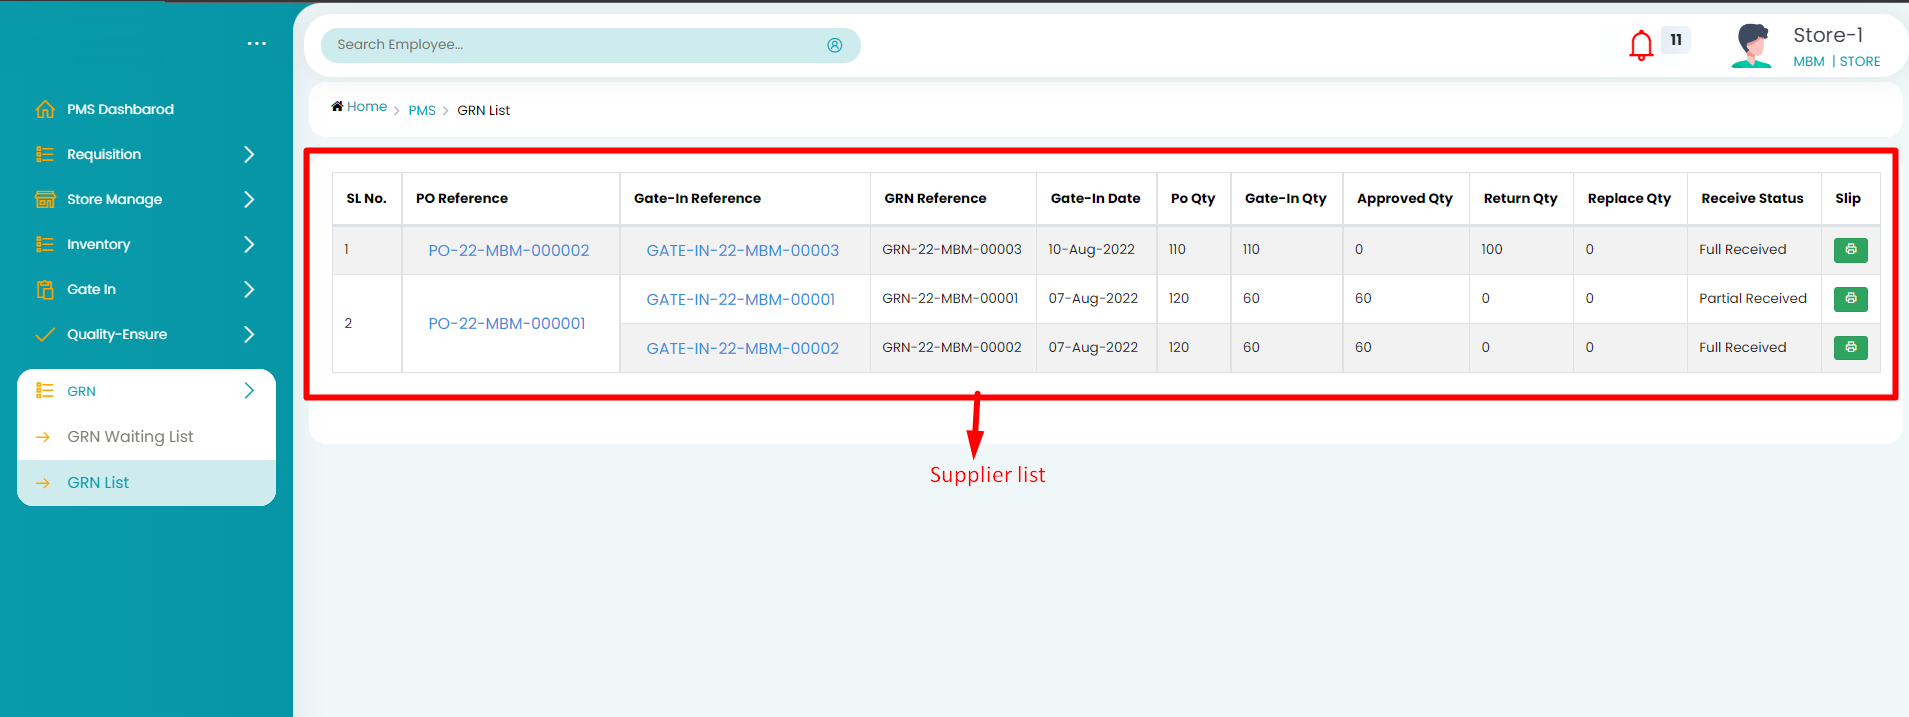 Search Employee...
11
Store-1
MBM | STORE
PMS Dashbarod
Requisition
Store Manage
Inventory
Gate In
Quality-Ensure
GRN
GRN Waiting List
GRN List
Home > PMS > GRN List
SL No. PO Reference Gate-In Reference GRN Reference Gate-In Date Po Qty Gate-In Qty Approved Qty Return Qty Replace Qty Receive Status Slip
1 PO-22-MBM-000002 GATE-IN-22-MBM-00003 GRN-22-MBM-00003 10-Aug-2022 110 110 0 100 0 Full Received
2 PO-22-MBM-000001 GATE-IN-22-MBM-00001 GRN-22-MBM-00001 07-Aug-2022 120 60 60 0 0 Partial Received
GATE-IN-22-MBM-00002 GRN-22-MBM-00002 07-Aug-2022 120 60 60 0 0 Full Received
Supplier list